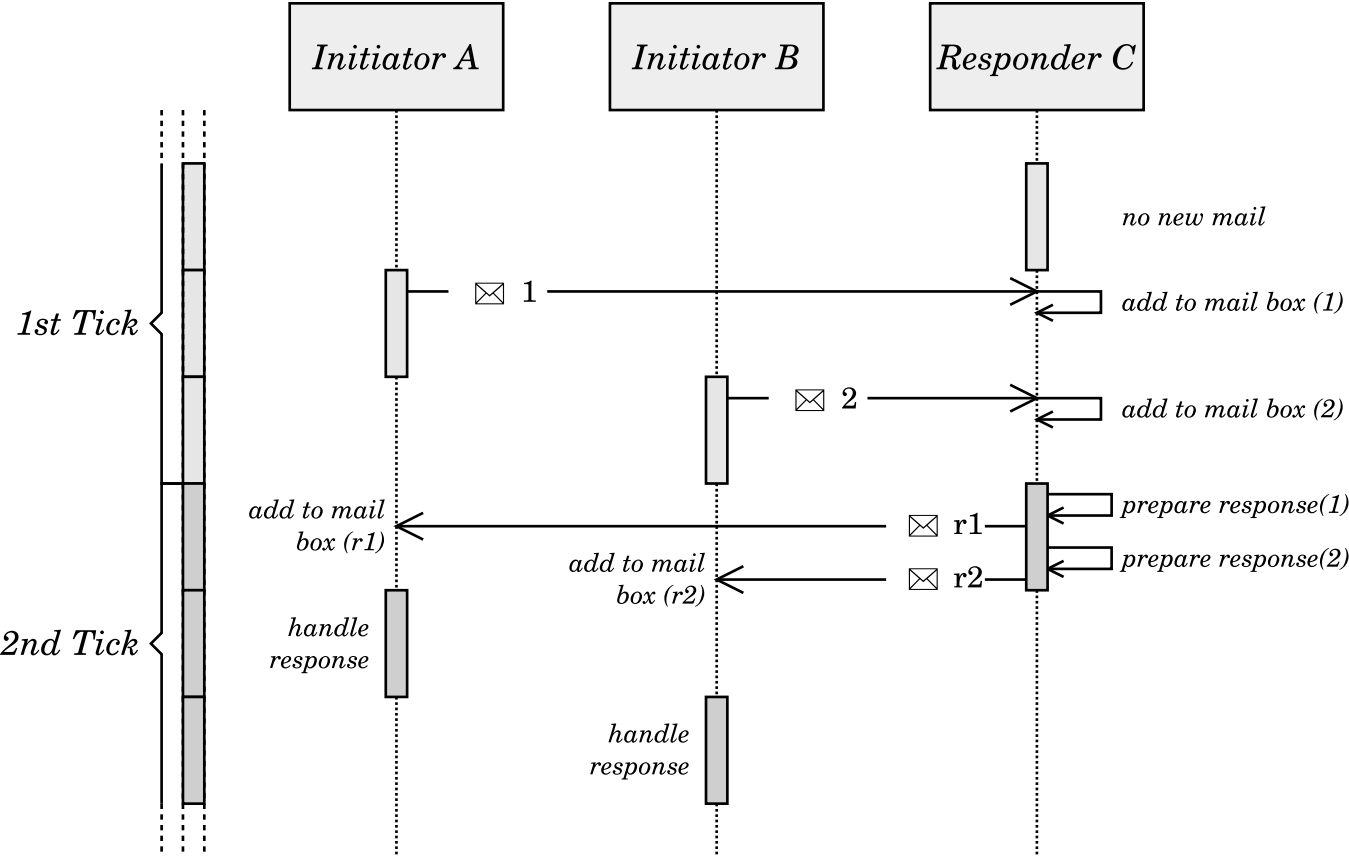 Initiator A
Initiator B
Responder C
no new mail
1st Tick
1
add to mail box (1)
2
add to mail box (2)
add to mail
box (r1)
r1
prepare response(1)
add to mail
box (r2)
r2
prepare response(2)
2nd Tick
handle
response
handle
response